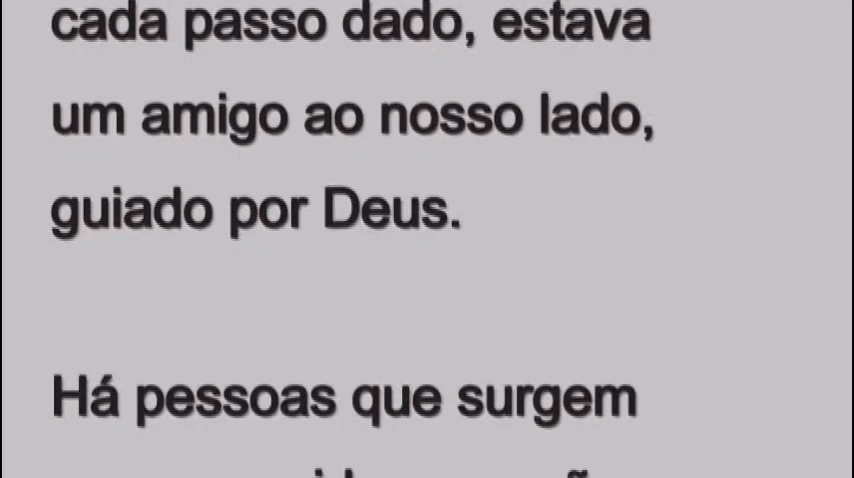 cada passo dado, estava
um amigo ao nosso lado,
guiado por Deus.
Há pessoas que surgem